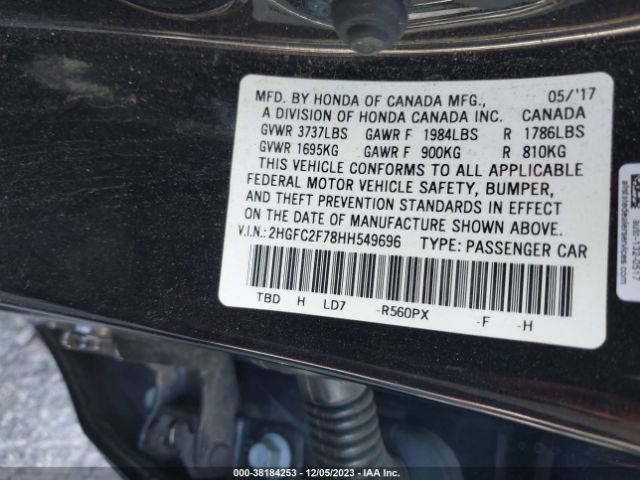 MFD. BY HONDA OF CANADA MFG., 05/'17
A DIVISION OF HONDA CANADA INC. CANADA
GVWR 3737LBS GAWR F 1984LBS R 1786LBS
GVWR 1695KG GAWR F 900KG R 810KG
THIS VEHICLE CONFORMS TO ALL APPLICABLE
FEDERAL MOTOR VEHICLE SAFETY, BUMPER,
AND THEFT PREVENTION STANDARDS IN EFFECT
ON THE DATE OF MANUFACTURE SHOWN ABOVE.
V.I.N.: 2HGFC2F78HH549696 TYPE: PASSENGER CAR
TBD H LD7 -R560PX -F -H
000-38184253 - 12/05/2023 - IAA Inc.